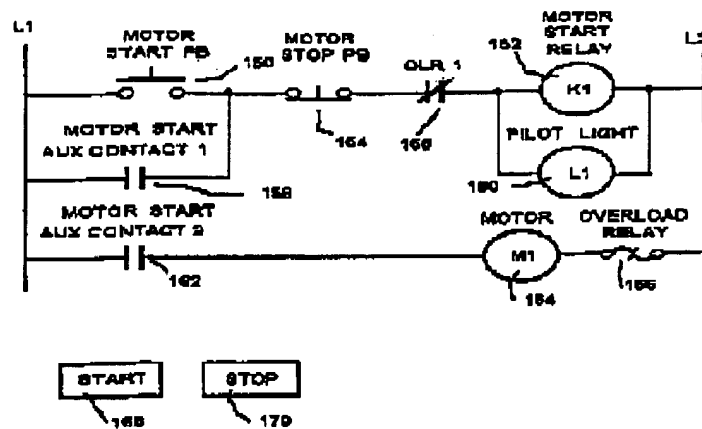 L1
MOTOR
START PB
150
MOTOR
STOP PB
154
OLR 1
156
152
MOTOR
START
RELAY
K1
MOTOR START
AUX CONTACT 1
158
PILOT LIGHT
L1
160
MOTOR START
AUX CONTACT 2
162
MOTOR
M1
164
OVERLOAD
RELAY
166
START
168
STOP
170